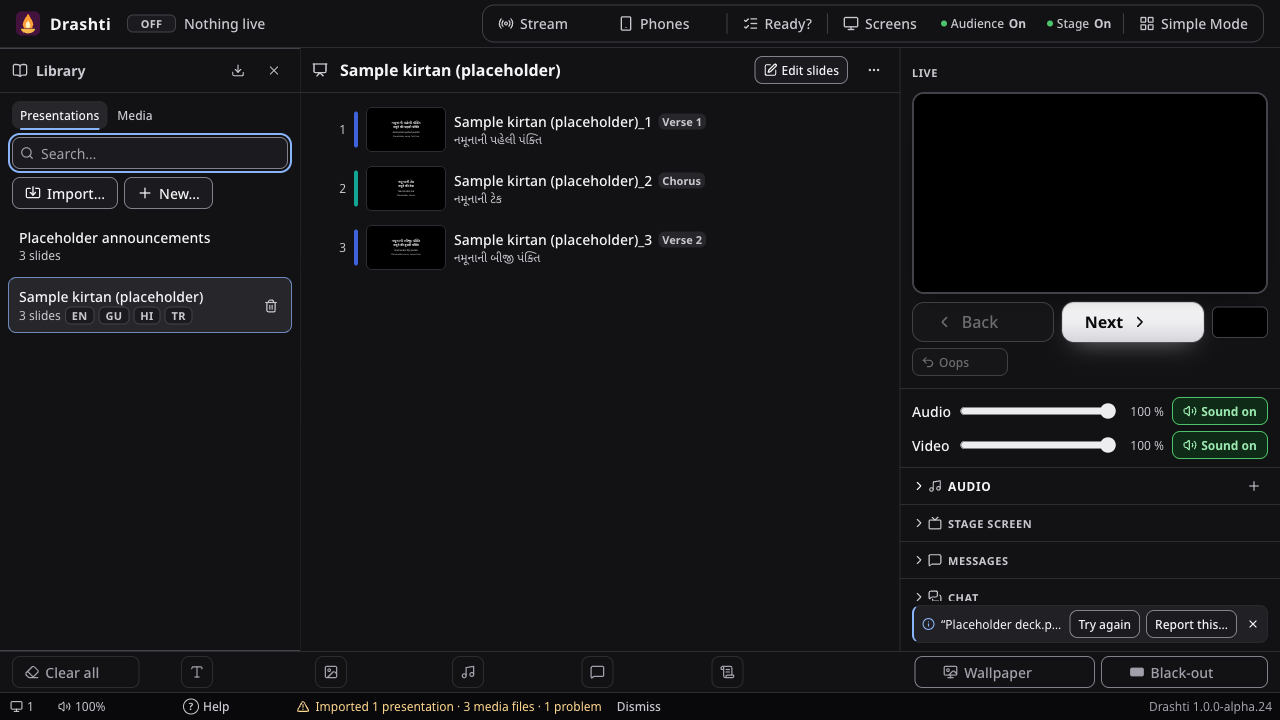 Drashti
OFF
Nothing live
Stream
Phones
Ready?
Screens
Audience On
Stage On
Simple Mode
Library
Presentations
Media
Search...
Import...
New...
Placeholder announcements
3 slides
Sample kirtan (placeholder)
3 slides EN GU HI TR
Sample kirtan (placeholder)
Edit slides
1
Sample kirtan (placeholder)_1 Verse 1
નમૂનાની પહેલી પંક્તિ
2
Sample kirtan (placeholder)_2 Chorus
નમૂનાની ટેક
3
Sample kirtan (placeholder)_3 Verse 2
નમૂનાની બીજી પંક્તિ
LIVE
Back
Next
Oops
Audio 100 % Sound on
Video 100 % Sound on
AUDIO
STAGE SCREEN
MESSAGES
CHAT
“Placeholder deck.p... Try again Report this...
Clear all
Wallpaper
Black-out
1
100%
Help
Imported 1 presentation · 3 media files · 1 problem
Dismiss
Drashti 1.0.0-alpha.24